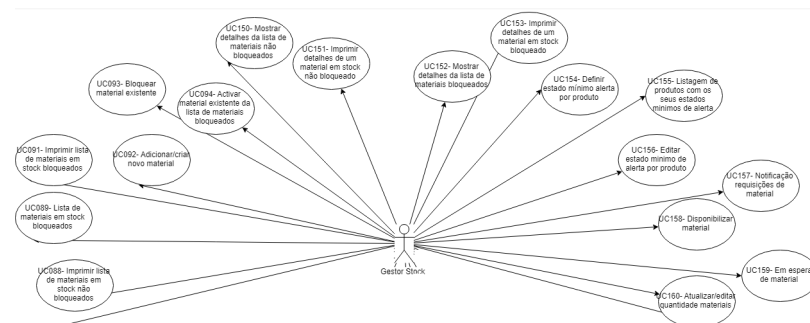 UC150- Mostrar
detalhes da lista de
materiais não
bloqueados
UC151- Imprimir
detalhes de um
material em stock
não bloqueado
UC153- Imprimir
detalhes de um
material em stock
bloqueado
UC152- Mostrar
detalhes da lista de
materiais bloqueados
UC154- Definir
estado mínimo alerta
por produto
UC155- Listagem de
produtos com os
seus estados
minimos de alerta
UC093- Bloquear
material existente
UC094- Activar
material existente da
lista de materiais
bloqueados
UC091- Imprimir lista
de materiais em
stock bloqueados
UC092- Adicionar/criar
novo material
UC156- Editar
estado minimo de
alerta por produto
UC157- Notificação
requisições de
material
UC089- Lista de
materiais em stock
bloqueados
UC158- Disponibilizar
material
Gestor Stock
UC088- Imprimir lista
de materiais em
stock não
bloqueados
UC159- Em espera
de material
UC160- Atualizar/editar
quantidade materiais